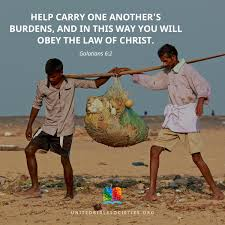 HELP CARRY ONE ANOTHER'S
BURDENS, AND IN THIS WAY YOU WILL
OBEY THE LAW OF CHRIST.
Galatians 6:2
UNITEDBIBLESOCIETIES.ORG